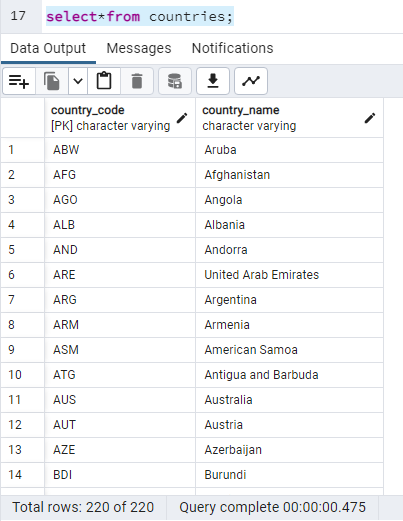 17 select*from countries;
Data Output Messages Notifications
country_code country_name
[PK] character varying character varying
1 ABW Aruba
2 AFG Afghanistan
3 AGO Angola
4 ALB Albania
5 AND Andorra
6 ARE United Arab Emirates
7 ARG Argentina
8 ARM Armenia
9 ASM American Samoa
10 ATG Antigua and Barbuda
11 AUS Australia
12 AUT Austria
13 AZE Azerbaijan
14 BDI Burundi
Total rows: 220 of 220 Query complete 00:00:00.475